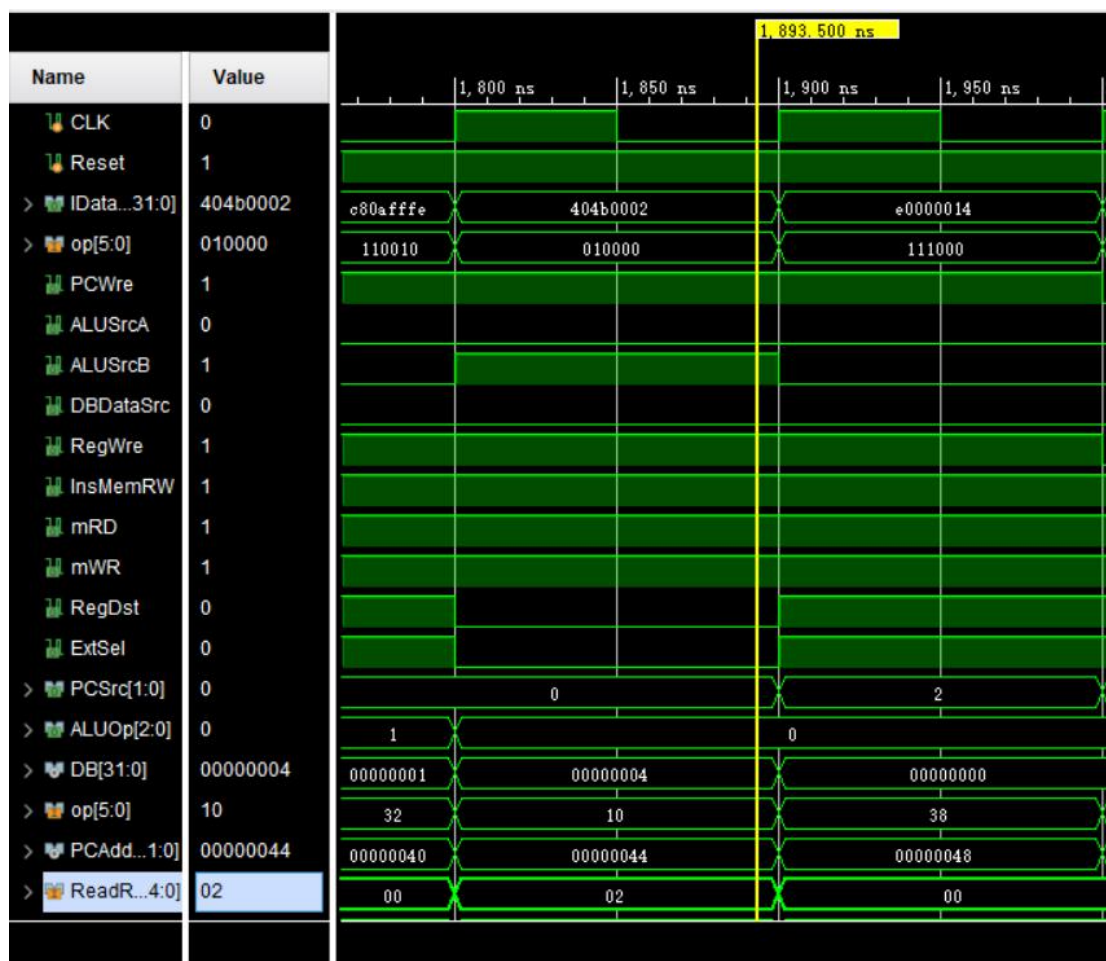 1,893.500 ns
Name Value
1,800 ns 1,850 ns 1,900 ns 1,950 ns
CLK 0
Reset 1
IData...31:0] 404b0002 c80afffe 404b0002 e0000014
op[5:0] 010000 110010 010000 111000
PCWre 1
ALUSrcA 0
ALUSrcB 1
DBDataSrc 0
RegWre 1
InsMemRW 1
mRD 1
mWR 1
RegDst 0
ExtSel 0
PCSrc[1:0] 0 0 2
ALUOp[2:0] 0 1 0
DB[31:0] 00000004 00000001 00000004 00000000
op[5:0] 10 32 10 38
PCAdd...1:0] 00000044 00000040 00000044 00000048
ReadR...4:0] 02 00 02 00